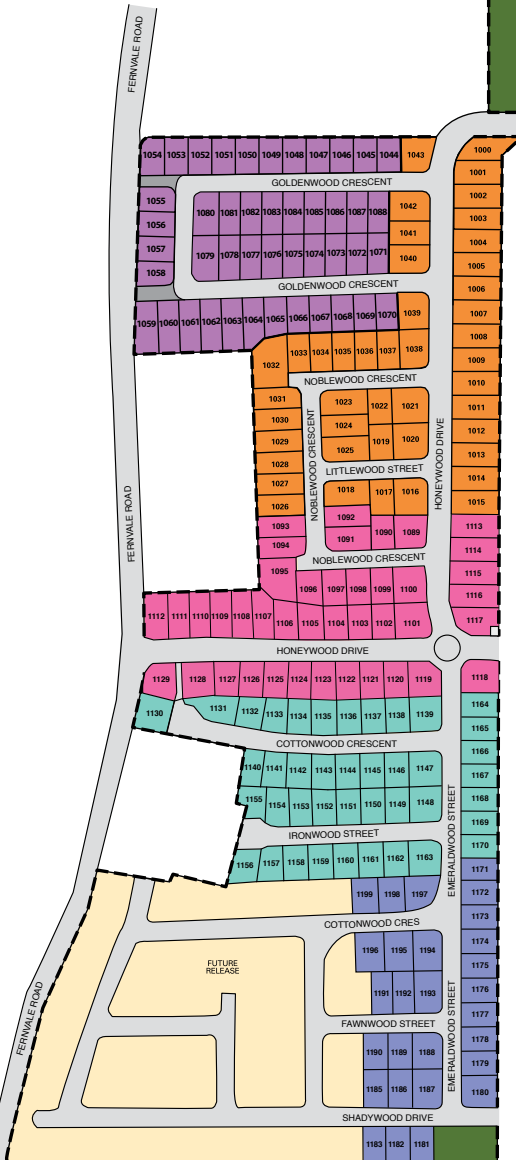 FERNVALE ROAD
1000
1054 1053 1052 1051 1050 1049 1048 1047 1046 1045 1044 1043
1001
GOLDENWOOD CRESCENT
1002
1055
1080 1081 1082 1083 1084 1085 1086 1087 1088 1042
1003
1056
1041
1004
1057
1079 1078 1077 1076 1075 1074 1073 1072 1071 1040
1005
1058
GOLDENWOOD CRESCENT
1006
1059 1060 1061 1062 1063 1064 1065 1066 1067 1068 1069 1070 1039
1007
1008
1032 1033 1034 1035 1036 1037 1038
1009
NOBLEWOOD CRESCENT
1010
1031
1023 1022 1021
1011
1030
1024
NOBLEWOOD CRESCENT
HONEYWOOD DRIVE
1012
1029
1025 1019 1020
1013
1028
LITTLEWOOD STREET
1014
1027
1018 1017 1016
1015
1026
FERNVALE ROAD
1093
1092
1113
1094
1091 1090 1089
1114
NOBLEWOOD CRESCENT
1095
1115
1096 1097 1098 1099 1100
1116
1112 1111 1110 1109 1108 1107 1106 1105 1104 1103 1102 1101
1117
HONEYWOOD DRIVE
1129 1128 1127 1126 1125 1124 1123 1122 1121 1120 1119
1118
1130 1131 1132 1133 1134 1135 1136 1137 1138 1139
1164
1165
COTTONWOOD CRESCENT
1166
1140 1141 1142 1143 1144 1145 1146 1147
1167
1155 1154 1153 1152 1151 1150 1149 1148
1168
EMERALDWOOD STREET
1169
IRONWOOD STREET
1170
1156 1157 1158 1159 1160 1161 1162 1163
1171
1199 1198 1197
1172
COTTONWOOD CRES
1173
1196 1195 1194
1174
FUTURE
RELEASE
1175
1191 1192 1193
1176
FERNVALE ROAD
EMERALDWOOD STREET
1177
FAWNWOOD STREET
1178
1190 1189 1188
1179
1185 1186 1187
1180
SHADYWOOD DRIVE
1183 1182 1181